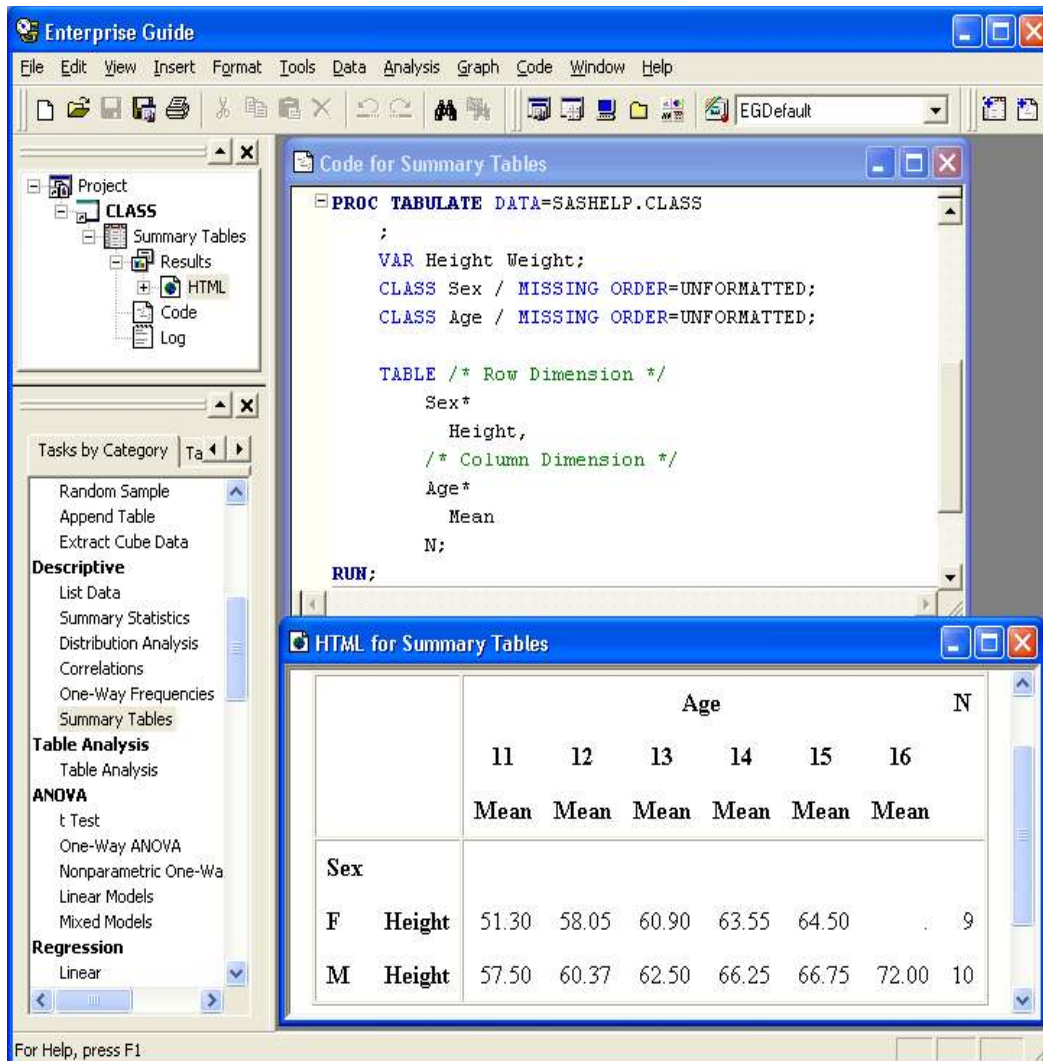 Enterprise Guide
File Edit View Insert Format Tools Data Analysis Graph Code Window Help
EGDefault
Project
CLASS
Summary Tables
Results
HTML
Code
Log
Tasks by Category Ta
Random Sample
Append Table
Extract Cube Data
Descriptive
List Data
Summary Statistics
Distribution Analysis
Correlations
One-Way Frequencies
Summary Tables
Table Analysis
Table Analysis
ANOVA
t Test
One-Way ANOVA
Nonparametric One-Wa
Linear Models
Mixed Models
Regression
Linear
Code for Summary Tables
PROC TABULATE DATA=SASHELP.CLASS
;
VAR Height Weight;
CLASS Sex / MISSING ORDER=UNFORMATTED;
CLASS Age / MISSING ORDER=UNFORMATTED;
TABLE /* Row Dimension */
Sex*
Height,
/* Column Dimension */
Age*
Mean
N;
RUN;
HTML for Summary Tables
Age N
11 12 13 14 15 16
Mean Mean Mean Mean Mean Mean
Sex
F Height 51.30 58.05 60.90 63.55 64.50 . 9
M Height 57.50 60.37 62.50 66.25 66.75 72.00 10
For Help, press F1